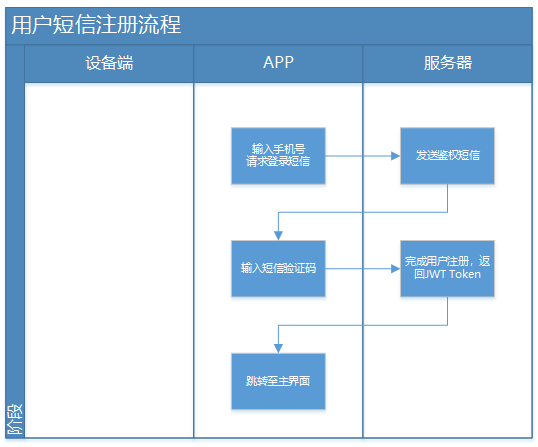 用户短信注册流程
设备端
APP
服务器
输入手机号
请求登录短信
发送鉴权短信
输入短信验证码
完成用户注册，返
回JWT Token
跳转至主界面
阶段